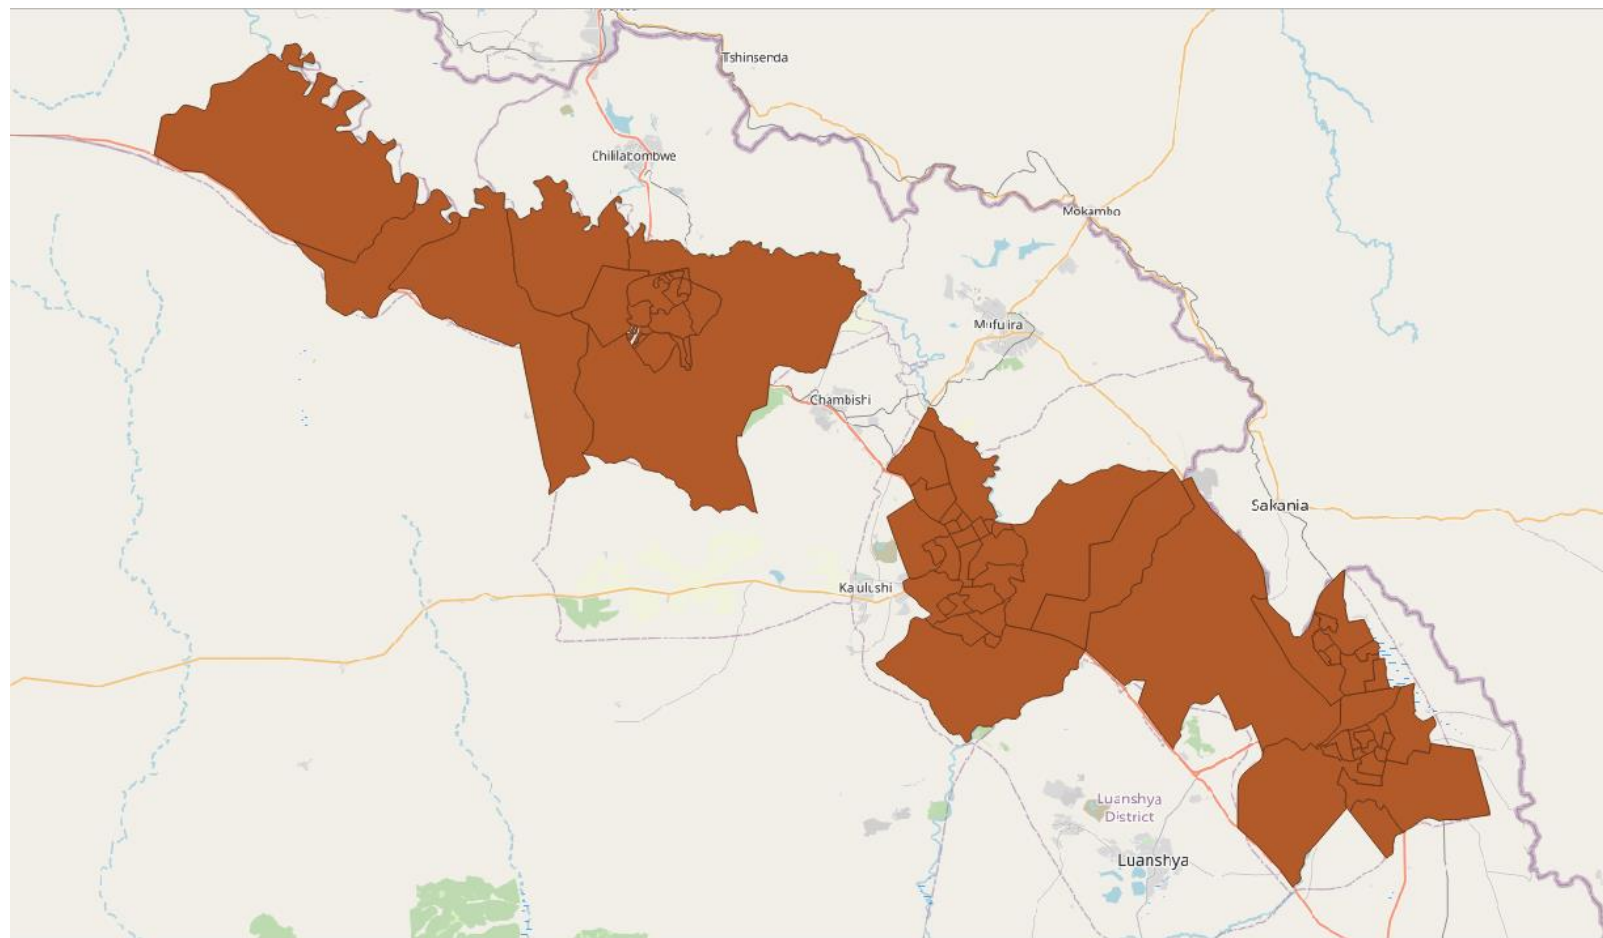 Tshinsenda
Chililabombwe
Mokambo
Mufulira
Chambishi
Sakania
Kalulushi
Luanshya
District
Luanshya